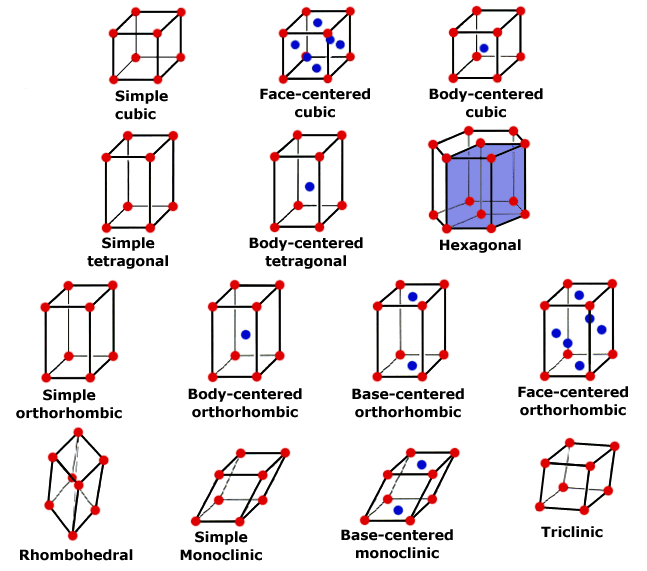 Simple
cubic
Face-centered
cubic
Body-centered
cubic
Simple
tetragonal
Body-centered
tetragonal
Hexagonal
Simple
orthorhombic
Body-centered
orthorhombic
Base-centered
orthorhombic
Face-centered
orthorhombic
Rhombohedral
Simple
Monoclinic
Base-centered
monoclinic
Triclinic